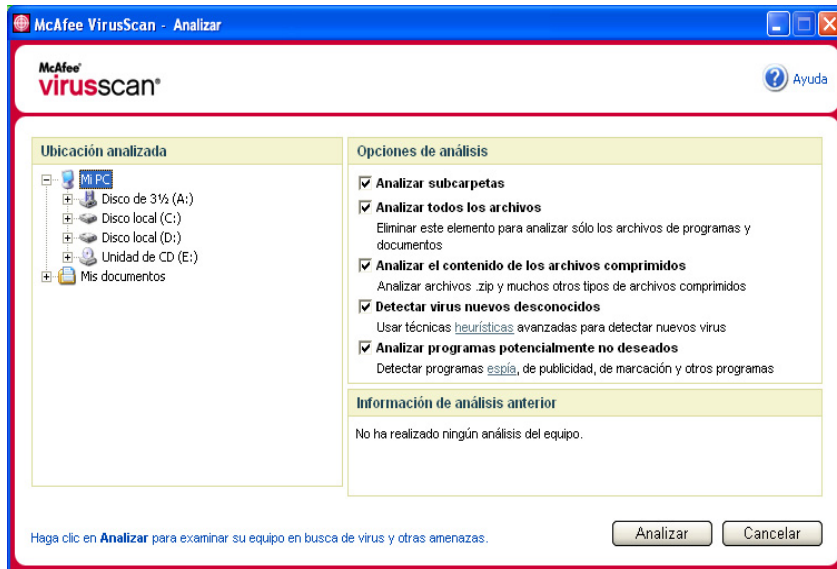 McAfee VirusScan - Analizar
McAfee®
virusscan®
Ayuda
Ubicación analizada
Mi PC
Disco de 3½ (A:)
Disco local (C:)
Disco local (D:)
Unidad de CD (E:)
Mis documentos
Opciones de análisis
Analizar subcarpetas
Analizar todos los archivos
Eliminar este elemento para analizar sólo los archivos de programas y
documentos
Analizar el contenido de los archivos comprimidos
Analizar archivos .zip y muchos otros tipos de archivos comprimidos
Detectar virus nuevos desconocidos
Usar técnicas heurísticas avanzadas para detectar nuevos virus
Analizar programas potencialmente no deseados
Detectar programas espía, de publicidad, de marcación y otros programas
Información de análisis anterior
No ha realizado ningún análisis del equipo.
Haga clic en Analizar para examinar su equipo en busca de virus y otras amenazas.
Analizar
Cancelar